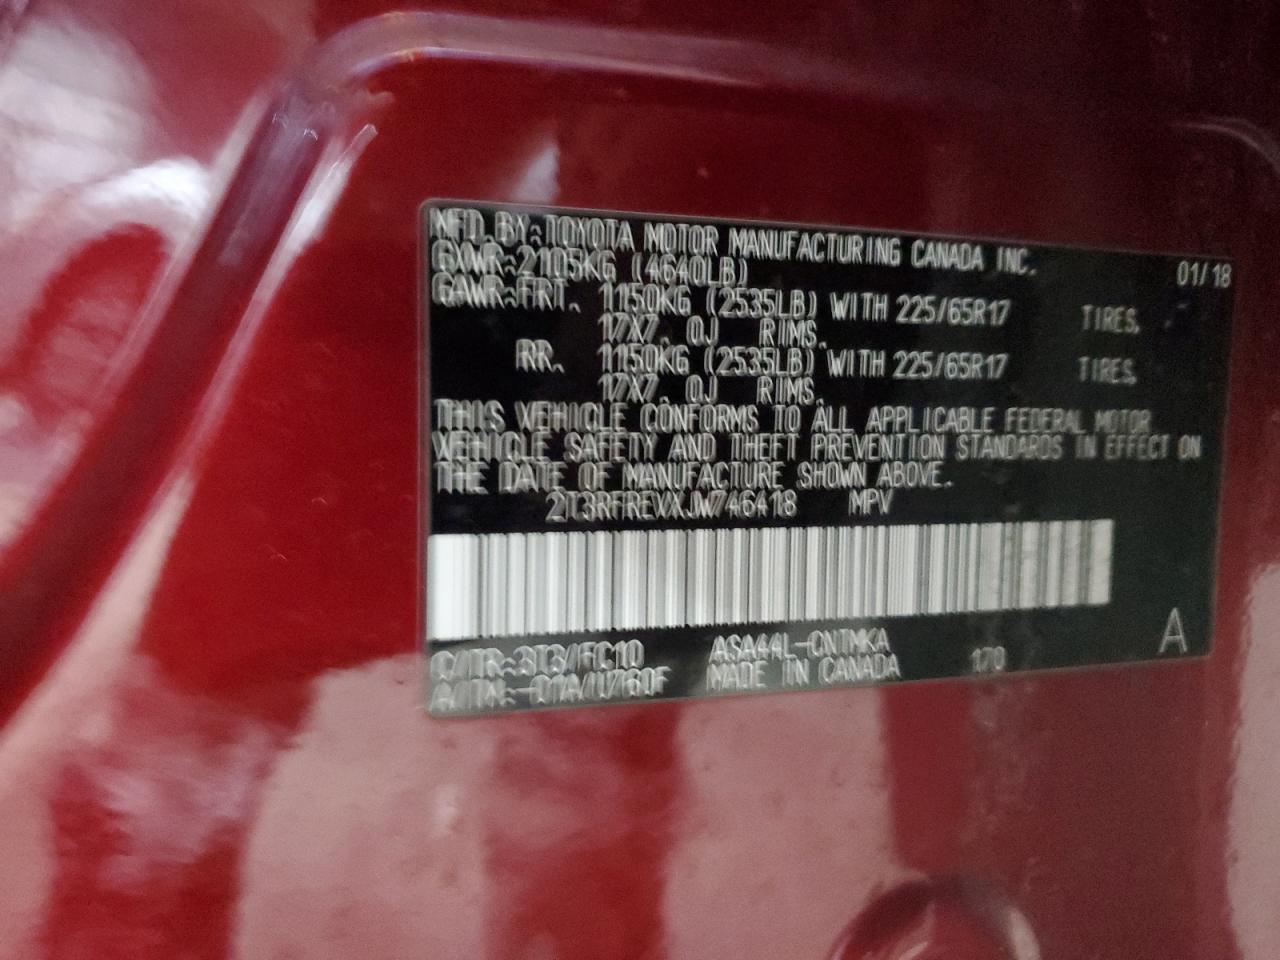 MFD. BY: TOYOTA MOTOR MANUFACTURING CANADA INC.
01/18
GVWR: 2105KG (4640LB)
GAWR: FRT. 1150KG (2535LB) WITH 225/65R17 TIRES,
17X7.0J RIMS.
RR. 1150KG (2535LB) WITH 225/65R17 TIRES,
17X7.0J RIMS.
THIS VEHICLE CONFORMS TO ALL APPLICABLE FEDERAL MOTOR
VEHICLE SAFETY AND THEFT PREVENTION STANDARDS IN EFFECT ON
THE DATE OF MANUFACTURE SHOWN ABOVE.
2T3RFREVXJW746418 MPV
C/TR: 3T3/FC10 ASA44L-CNTMKA
MADE IN CANADA 170
A